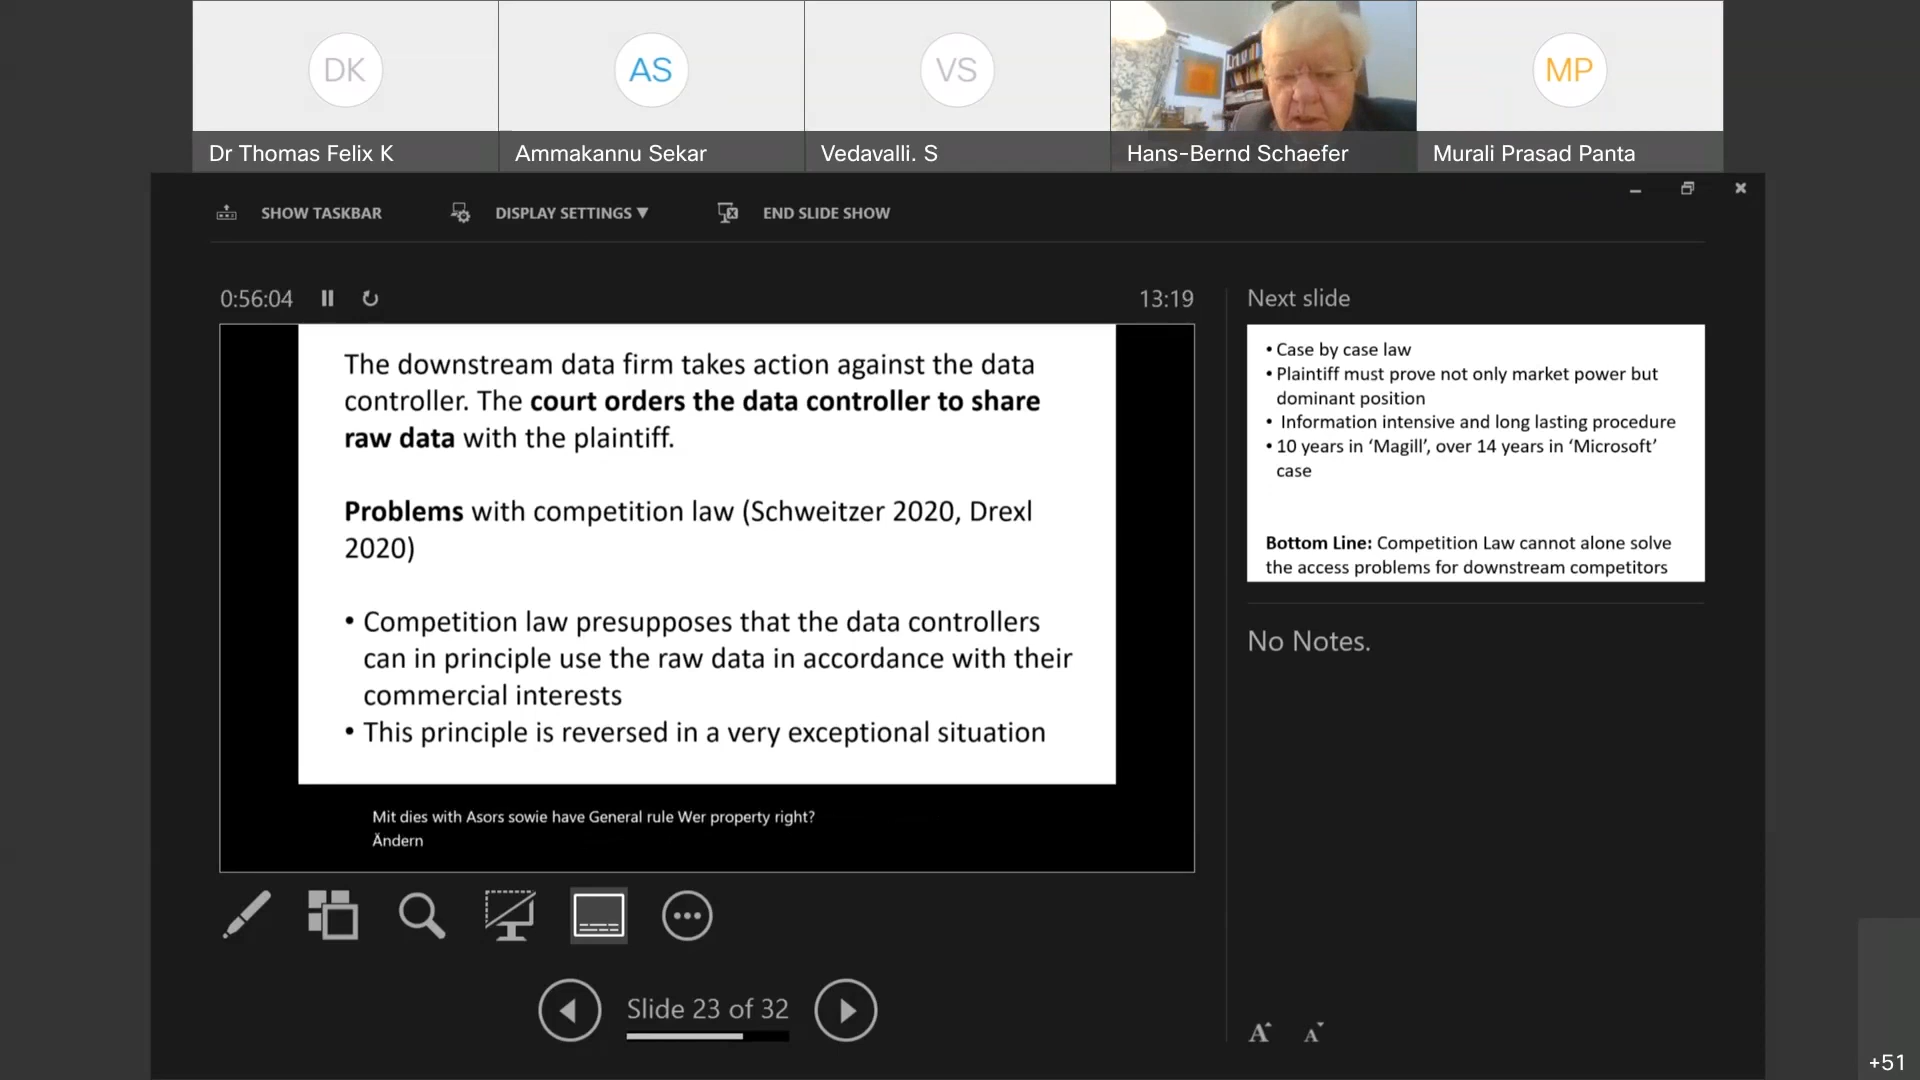 DK
AS
VS
MP
Dr Thomas Felix K
Ammakannu Sekar
Vedavalli. S
Hans-Bernd Schaefer
Murali Prasad Panta
SHOW TASKBAR
DISPLAY SETTINGS ▼
END SLIDE SHOW
0:56:04
13:19
The downstream data firm takes action against the data
controller. The court orders the data controller to share
raw data with the plaintiff.
Problems with competition law (Schweitzer 2020, Drexl
2020)
• Competition law presupposes that the data controllers
can in principle use the raw data in accordance with their
commercial interests
• This principle is reversed in a very exceptional situation
Mit dies with Asors sowie have General rule Wer property right?
Ändern
Slide 23 of 32
Next slide
• Case by case law
• Plaintiff must prove not only market power but
dominant position
• Information intensive and long lasting procedure
• 10 years in ‘Magill’, over 14 years in ‘Microsoft’
case
Bottom Line: Competition Law cannot alone solve
the access problems for downstream competitors
No Notes.
A A
+51